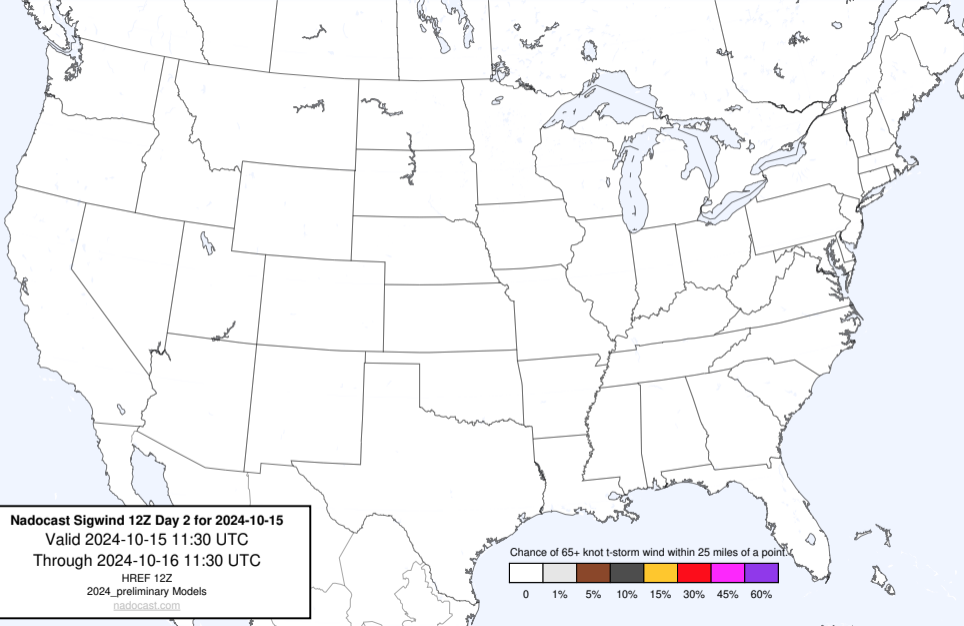 Nadocast Sigwind 12Z Day 2 for 2024-10-15
Valid 2024-10-15 11:30 UTC
Through 2024-10-16 11:30 UTC
HREF 12Z
2024_preliminary Models
nadocast.com
Chance of 65+ knot t-storm wind within 25 miles of a point.
0 1% 5% 10% 15% 30% 45% 60%